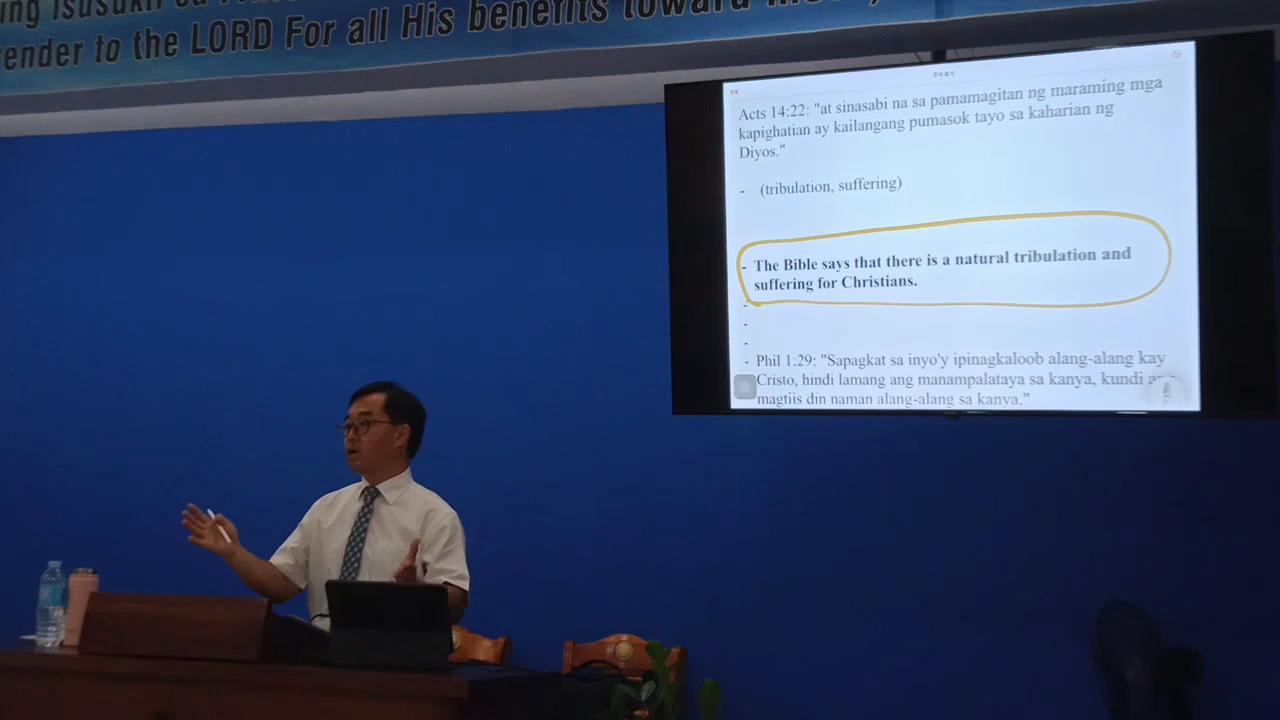 ng Isusukli sa
render to the LORD For all His benefits toward
Acts 14:22: "at sinasabi na sa pamamagitan ng maraming mga
kapighatian ay kailangang pumasok tayo sa kaharian ng
Diyos."
- (tribulation, suffering)
- The Bible says that there is a natural tribulation and
suffering for Christians.
-
-
-
- Phil 1.29: "Sapagkat sa inyo'y ipinagkaloob alang-alang kay
Cristo, hindi lamang ang manampalataya sa kanya, kundi
magtiis din naman alang-alang sa kanya."